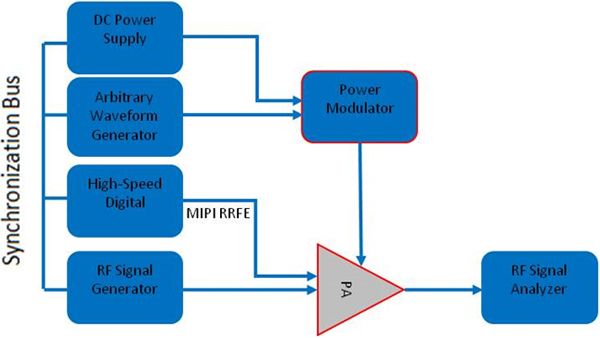 Synchronization Bus
DC Power
Supply
Arbitrary
Waveform
Generator
Power
Modulator
High-Speed
Digital
MIPI RRFE
RF Signal
Generator
PA
RF Signal
Analyzer